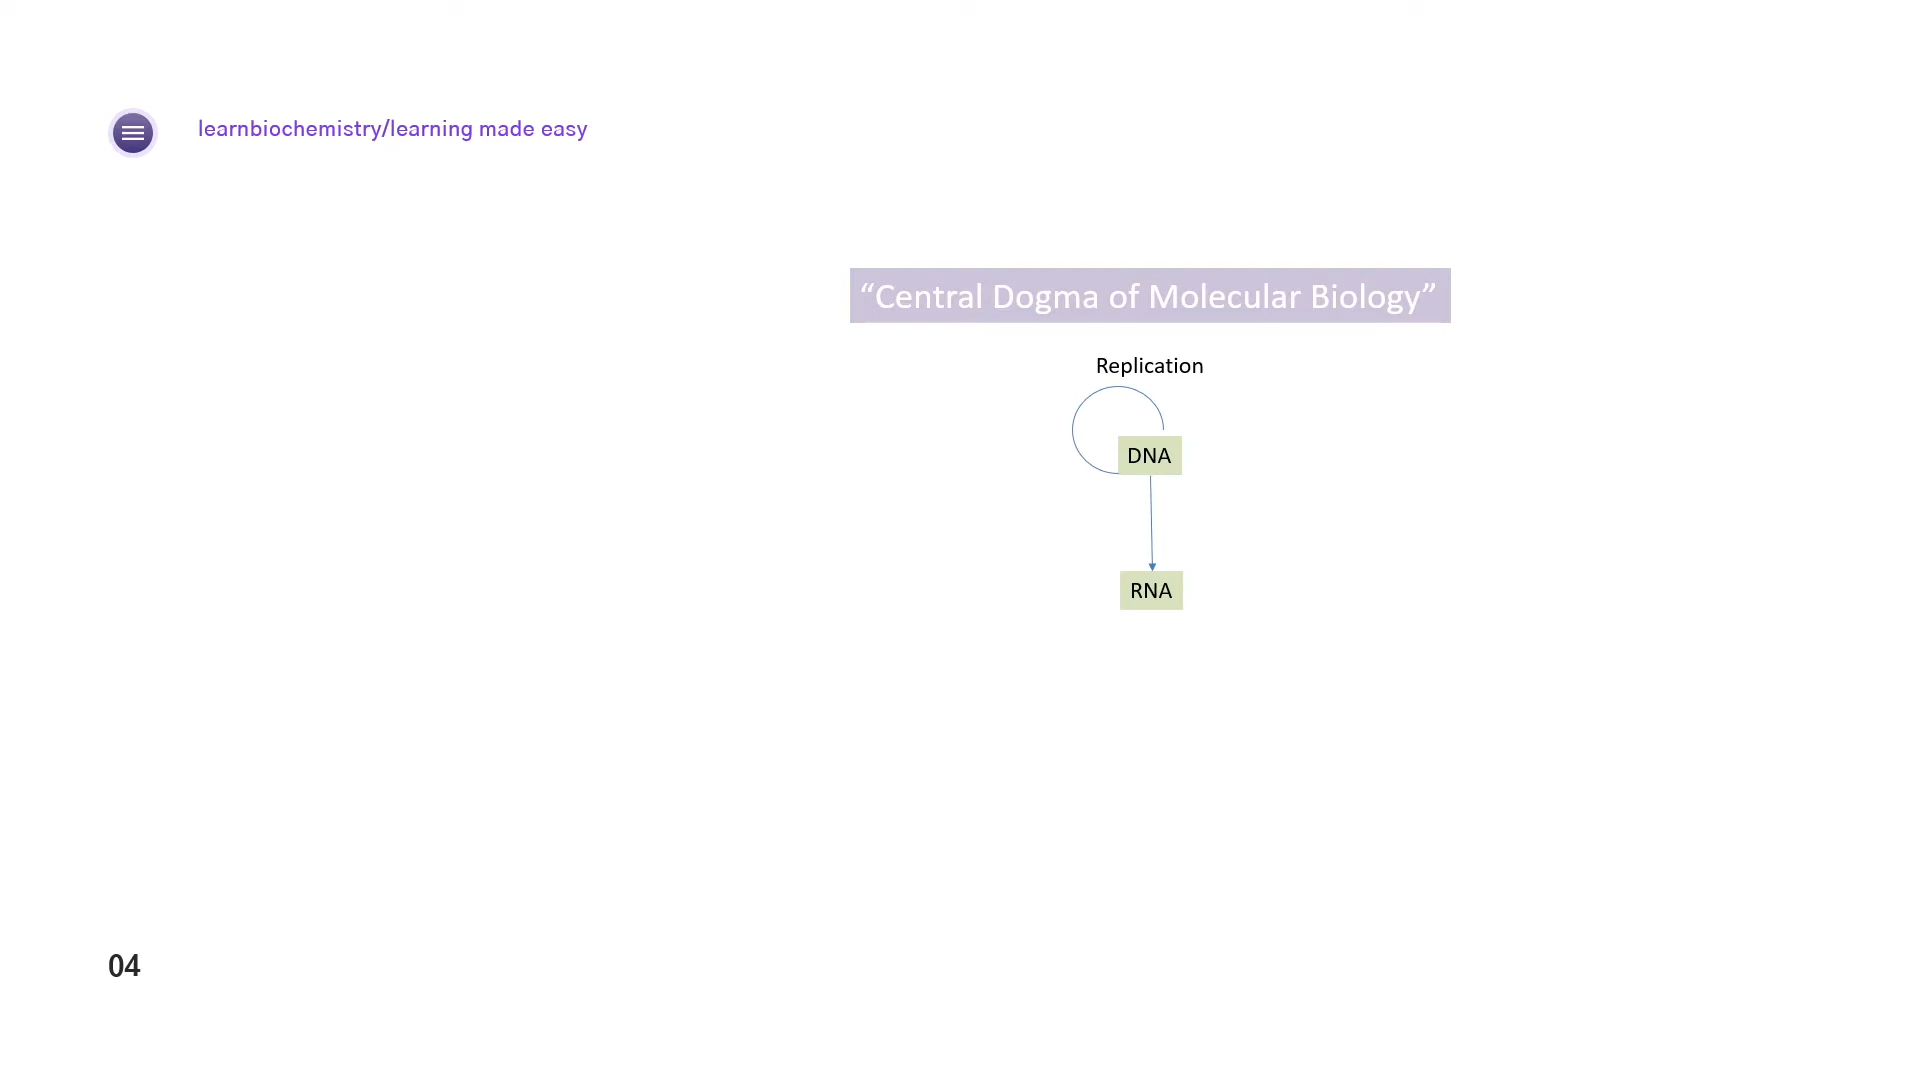 learnbiochemistry/learning made easy
“Central Dogma of Molecular Biology”
Replication
DNA
RNA
04